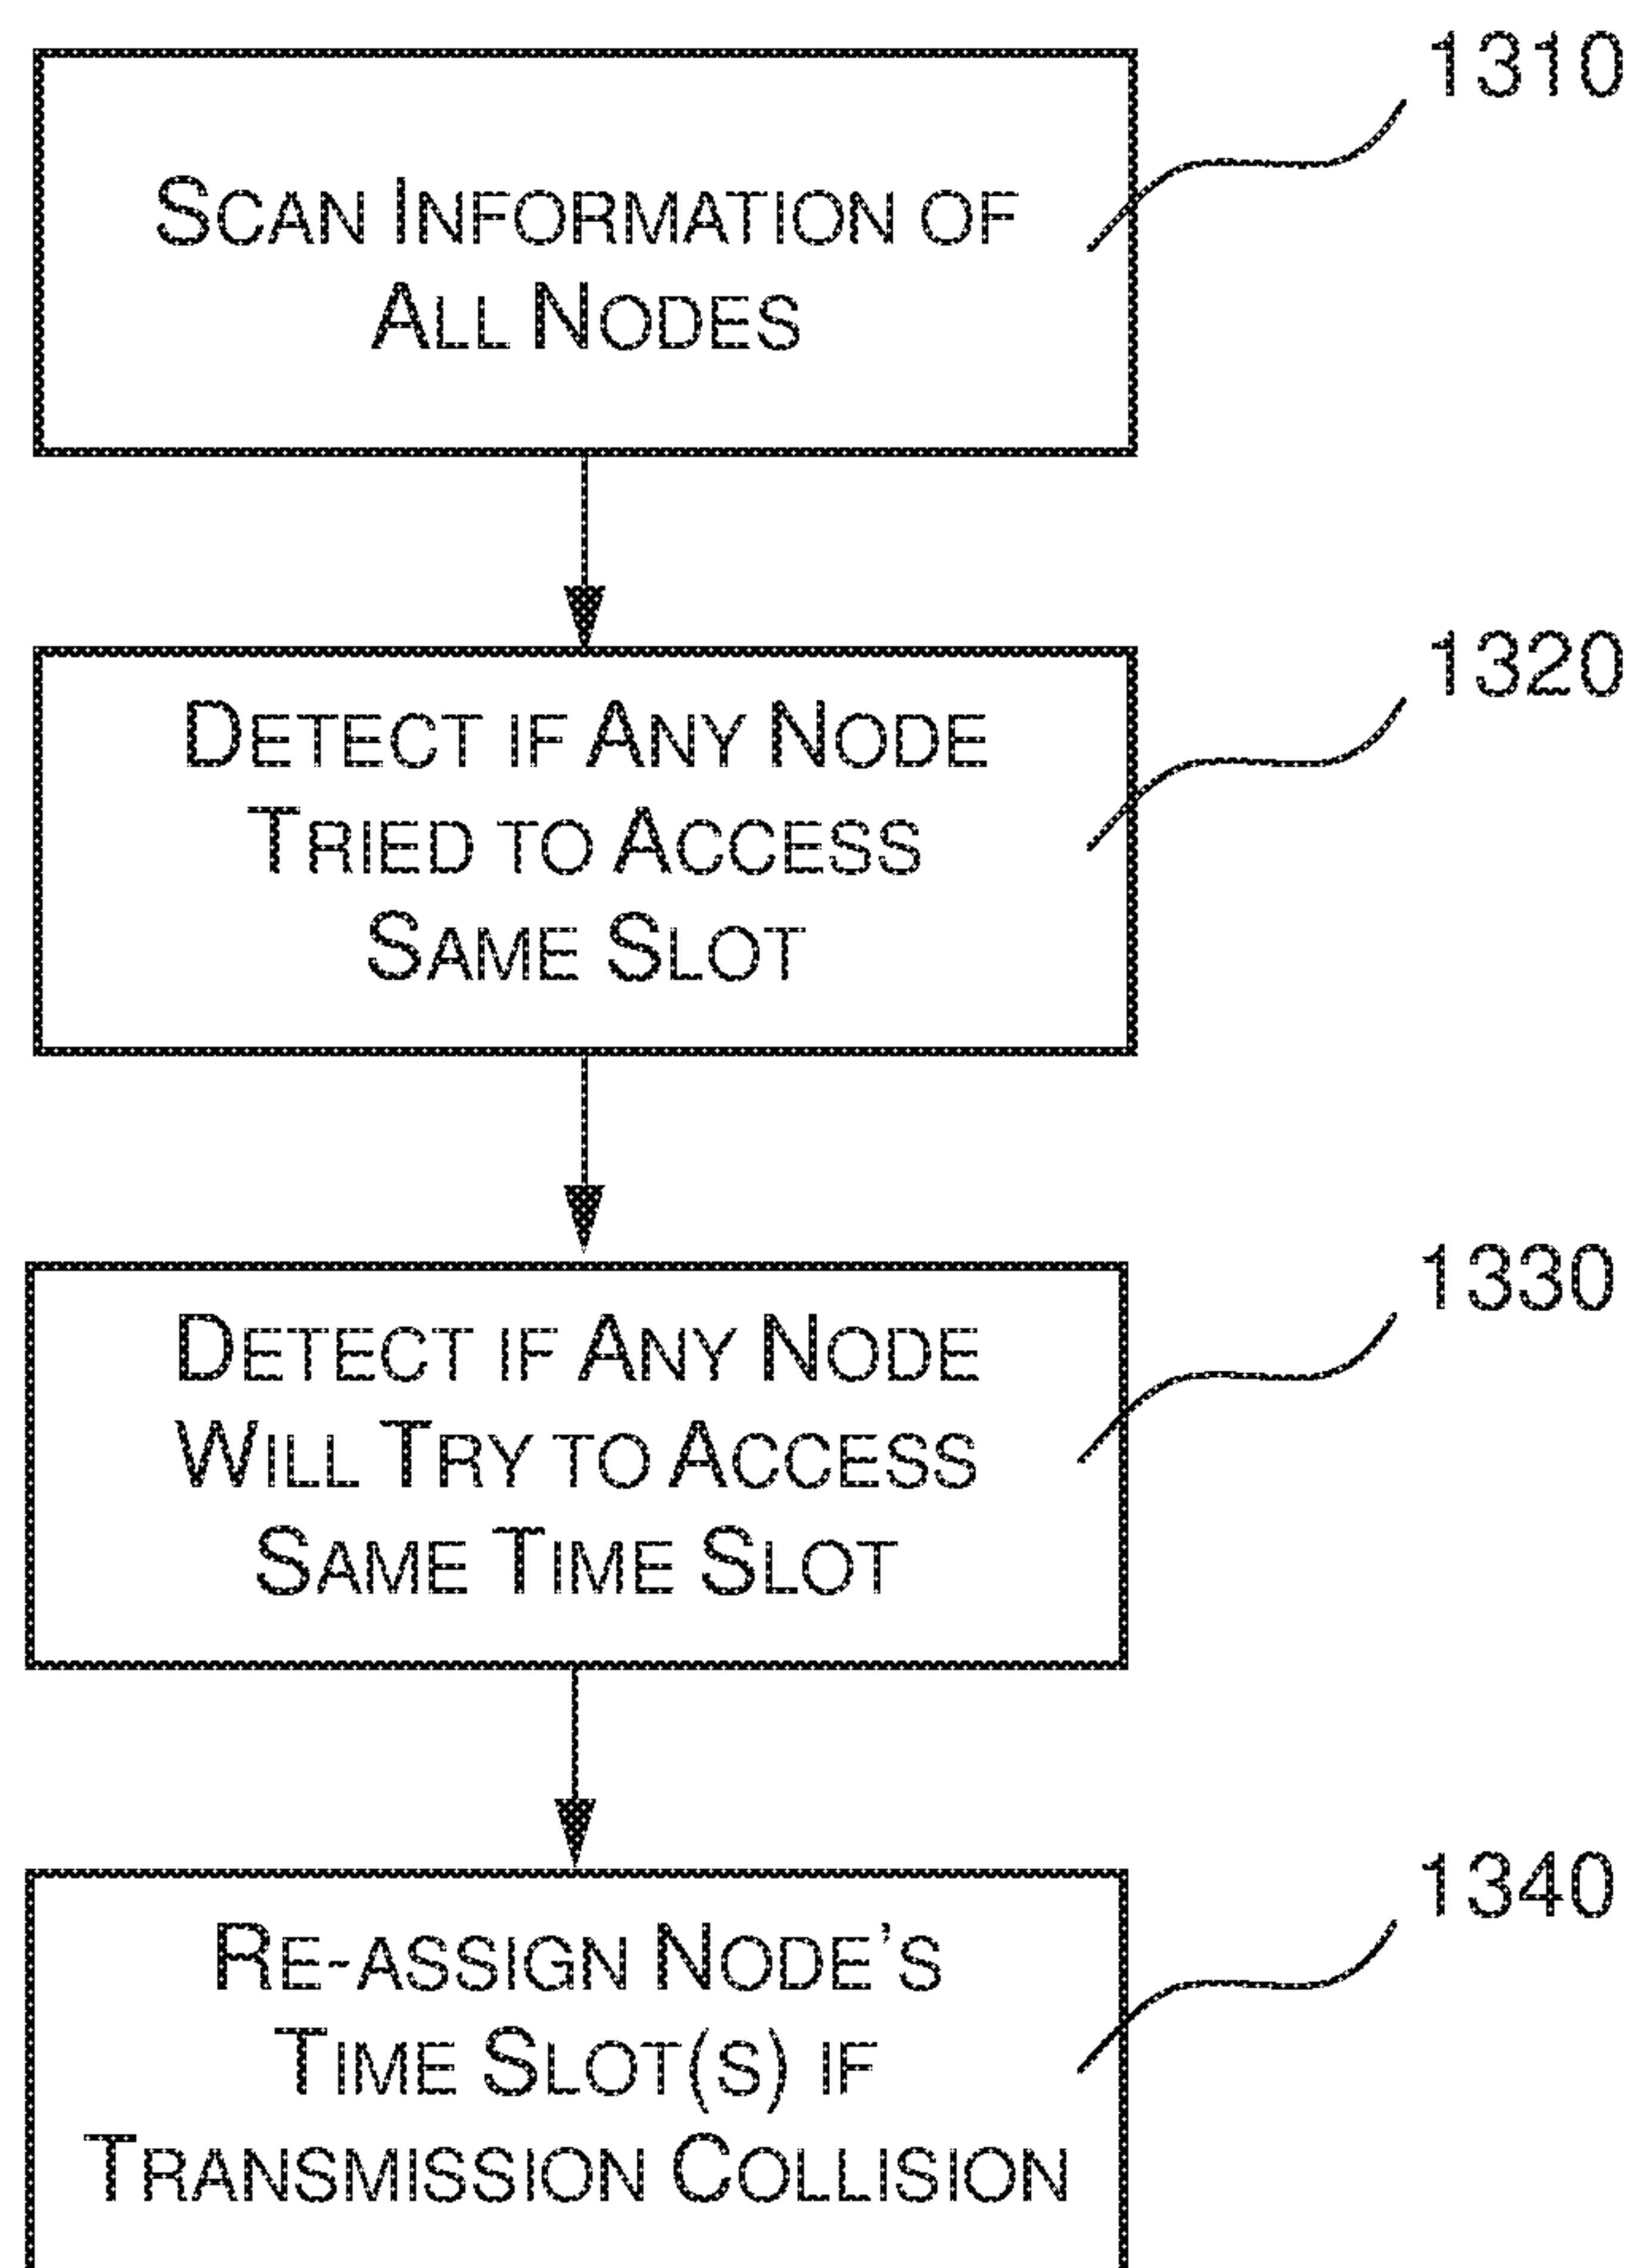 1310
SCAN INFORMATION OF
ALL NODES
1320
DETECT IF ANY NODE
TRIED TO ACCESS
SAME SLOT
1330
DETECT IF ANY NODE
WILL TRY TO ACCESS
SAME TIME SLOT
1340
RE-ASSIGN NODE'S
TIME SLOT(S) IF
TRANSMISSION COLLISION